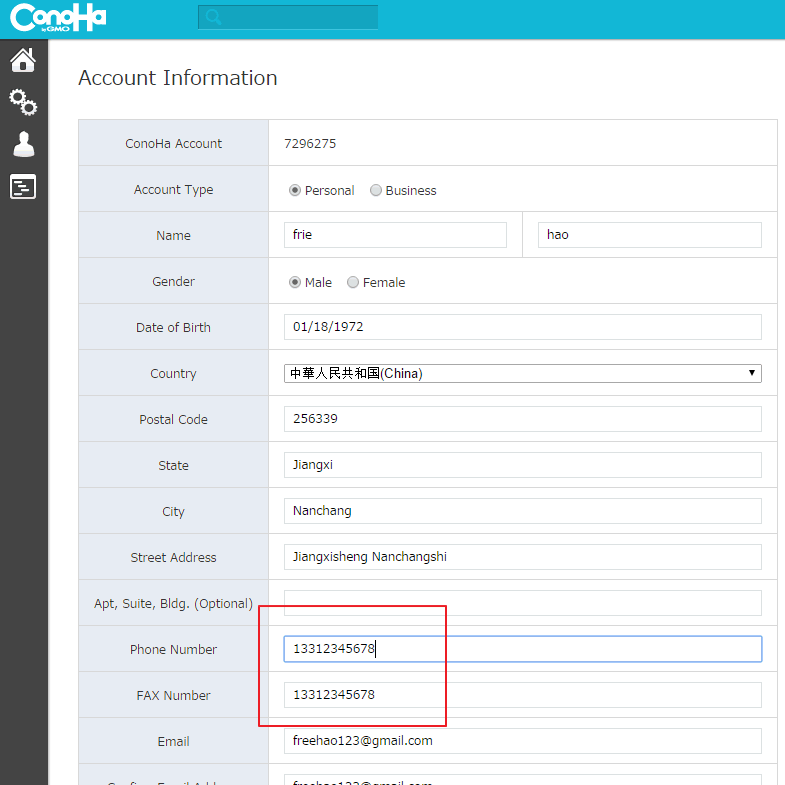 ConoHa
by GMO
Account Information
ConoHa Account 7296275
Account Type Personal Business
Name frie hao
Gender Male Female
Date of Birth 01/18/1972
Country 中華人民共和国(China)
Postal Code 256339
State Jiangxi
City Nanchang
Street Address Jiangxisheng Nanchangshi
Apt, Suite, Bldg. (Optional)
Phone Number 13312345678
FAX Number 13312345678
Email freehao123@gmail.com